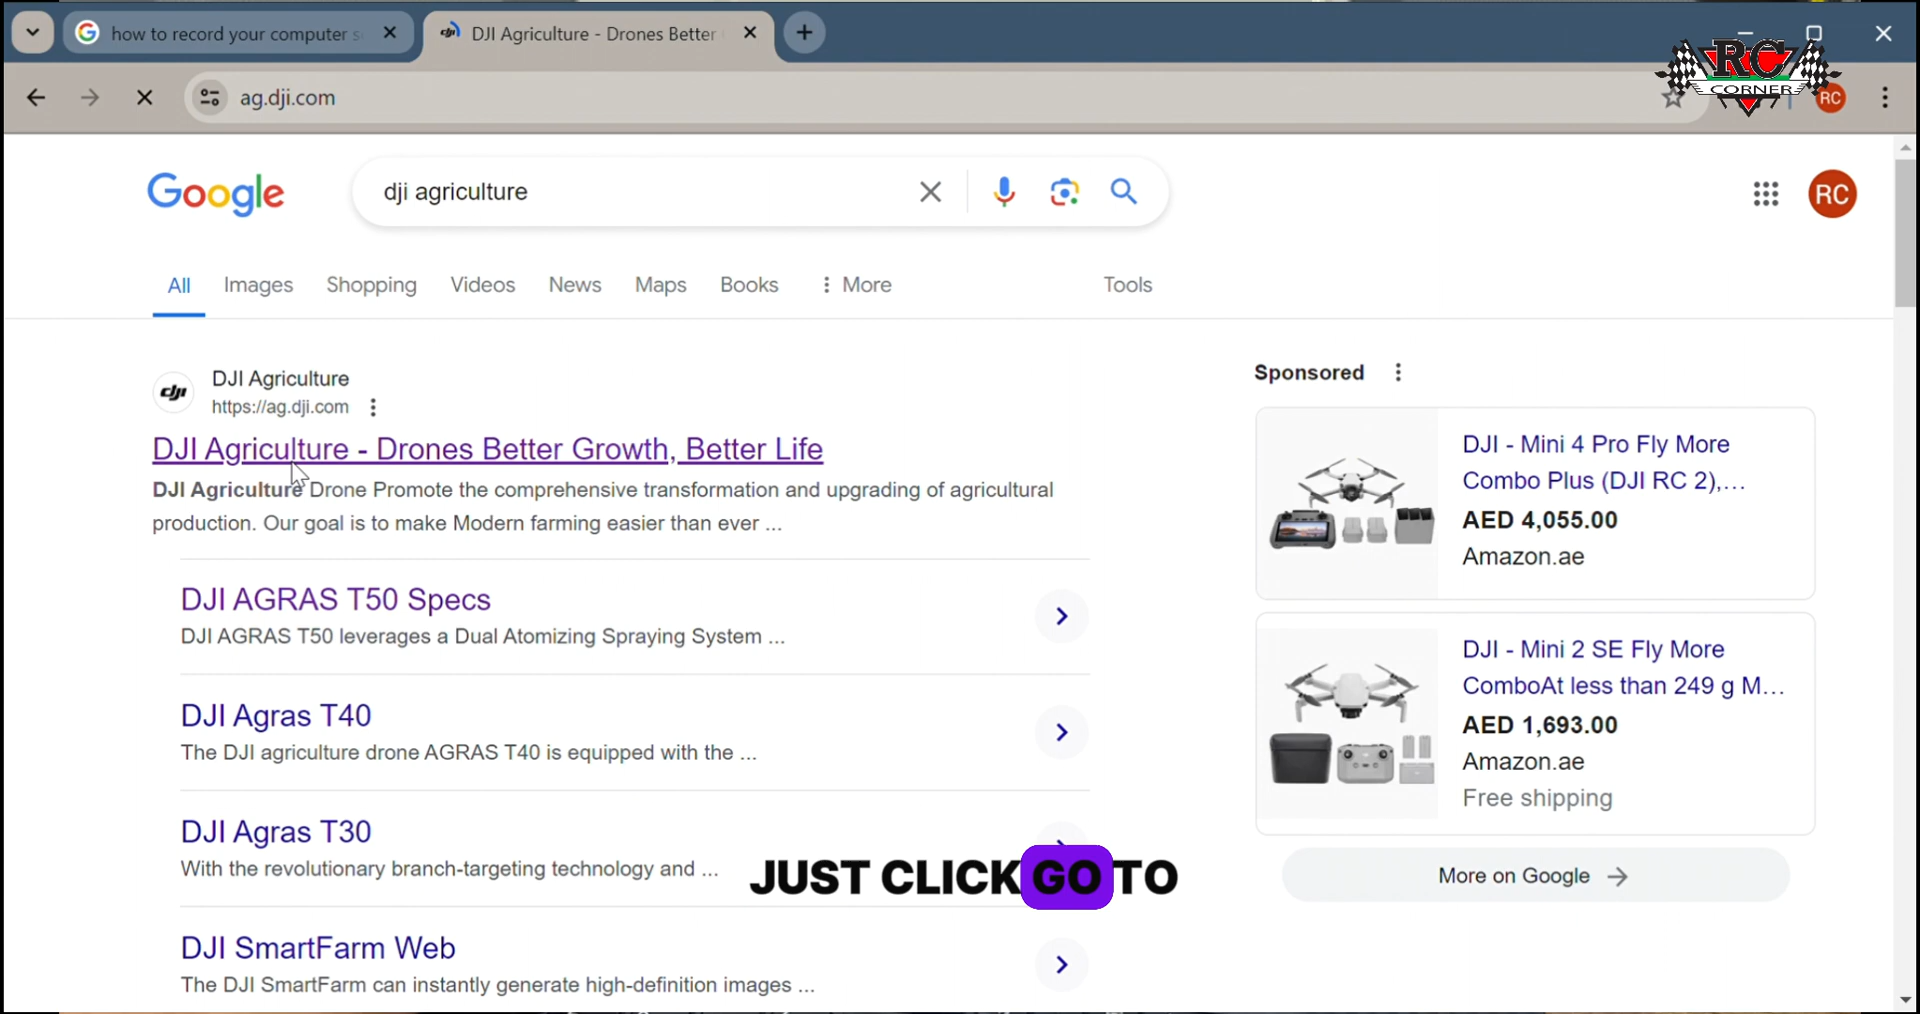 how to record your computer s
DJI Agriculture - Drones Better
ag.dji.com
RC
CORNER
RC
Google
dji agriculture
RC
All
Images
Shopping
Videos
News
Maps
Books
More
Tools
DJI Agriculture
https://ag.dji.com
DJI Agriculture - Drones Better Growth, Better Life
DJI Agriculture Drone Promote the comprehensive transformation and upgrading of agricultural
production. Our goal is to make Modern farming easier than ever ...
DJI AGRAS T50 Specs
DJI AGRAS T50 leverages a Dual Atomizing Spraying System ...
DJI Agras T40
The DJI agriculture drone AGRAS T40 is equipped with the ...
DJI Agras T30
With the revolutionary branch-targeting technology and ...
JUST CLICK GO TO
DJI SmartFarm Web
The DJI SmartFarm can instantly generate high-definition images ...
Sponsored
DJI - Mini 4 Pro Fly More
Combo Plus (DJI RC 2),...
AED 4,055.00
Amazon.ae
DJI - Mini 2 SE Fly More
ComboAt less than 249 g M...
AED 1,693.00
Amazon.ae
Free shipping
More on Google